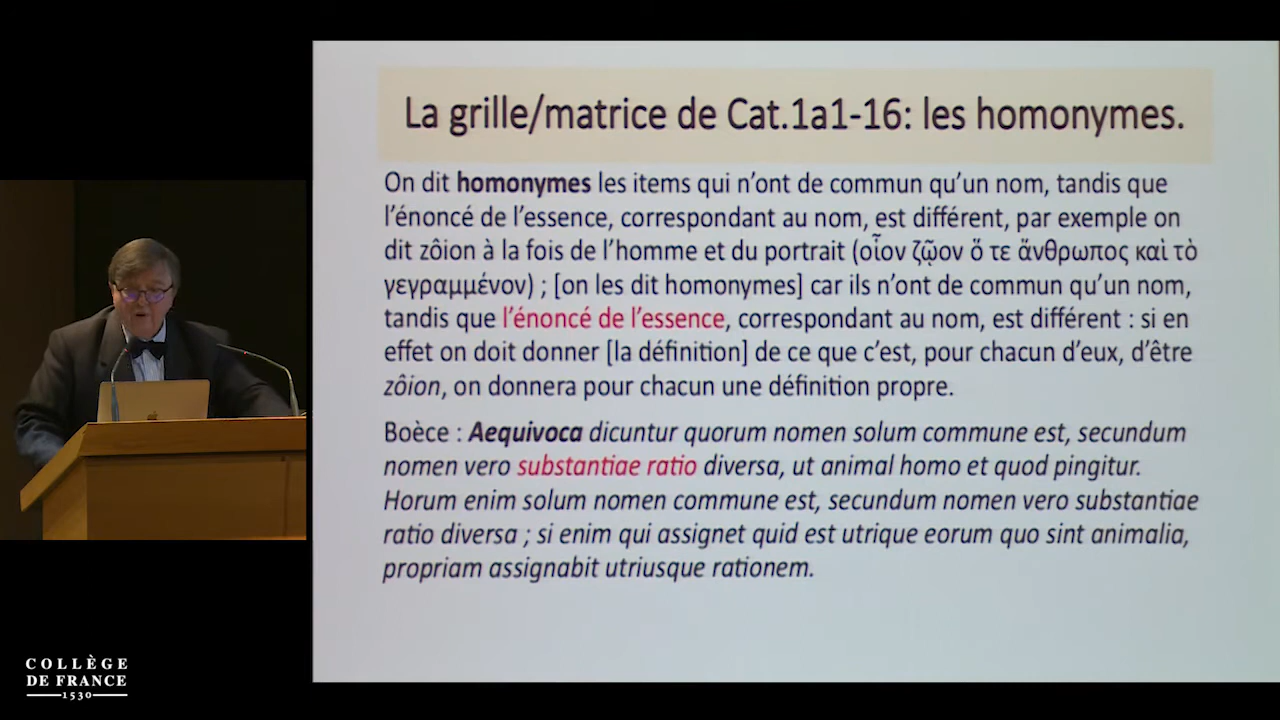 La grille/matrice de Cat.1a1-16: les homonymes.
On dit homonymes les items qui n’ont de commun qu’un nom, tandis que
l’énoncé de l’essence, correspondant au nom, est différent, par exemple on
dit zôion à la fois de l’homme et du portrait (οἷον ζῷον ὅ τε ἄνθρωπος καὶ τὸ
γεγραμμένον) ; [on les dit homonymes] car ils n’ont de commun qu’un nom,
tandis que l’énoncé de l’essence, correspondant au nom, est différent : si en
effet on doit donner [la définition] de ce que c’est, pour chacun d’eux, d’être
zôion, on donnera pour chacun une définition propre.
Boèce : Aequivoca dicuntur quorum nomen solum commune est, secundum
nomen vero substantiae ratio diversa, ut animal homo et quod pingitur.
Horum enim solum nomen commune est, secundum nomen vero substantiae
ratio diversa ; si enim qui assignet quid est utrique eorum quo sint animalia,
propriam assignabit utriusque rationem.
COLLÈGE
DE FRANCE
1530